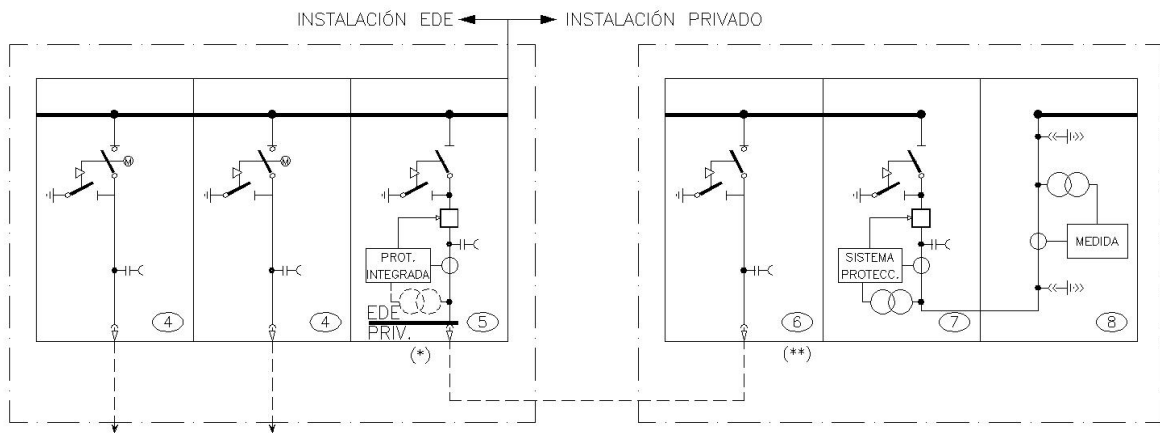 INSTALACIÓN EDE INSTALACIÓN PRIVADO
M
M
PROT.
INTEGRADA
EDE
PRIV.
4
4
5
(*)
SISTEMA
PROTECC.
MEDIDA
6
7
8
(**)